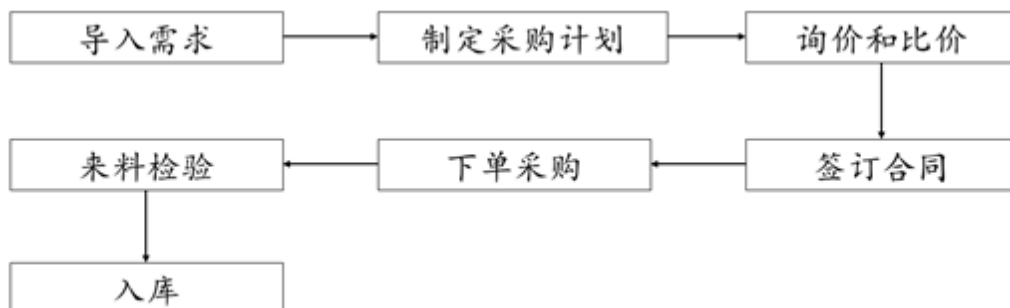 导入需求
制定采购计划
询价和比价
签订合同
下单采购
来料检验
入库